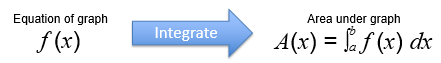 Equation of graph
f(x)
Integrate
Area under graph
A(x) = ∫ₐᵇ f(x) dx